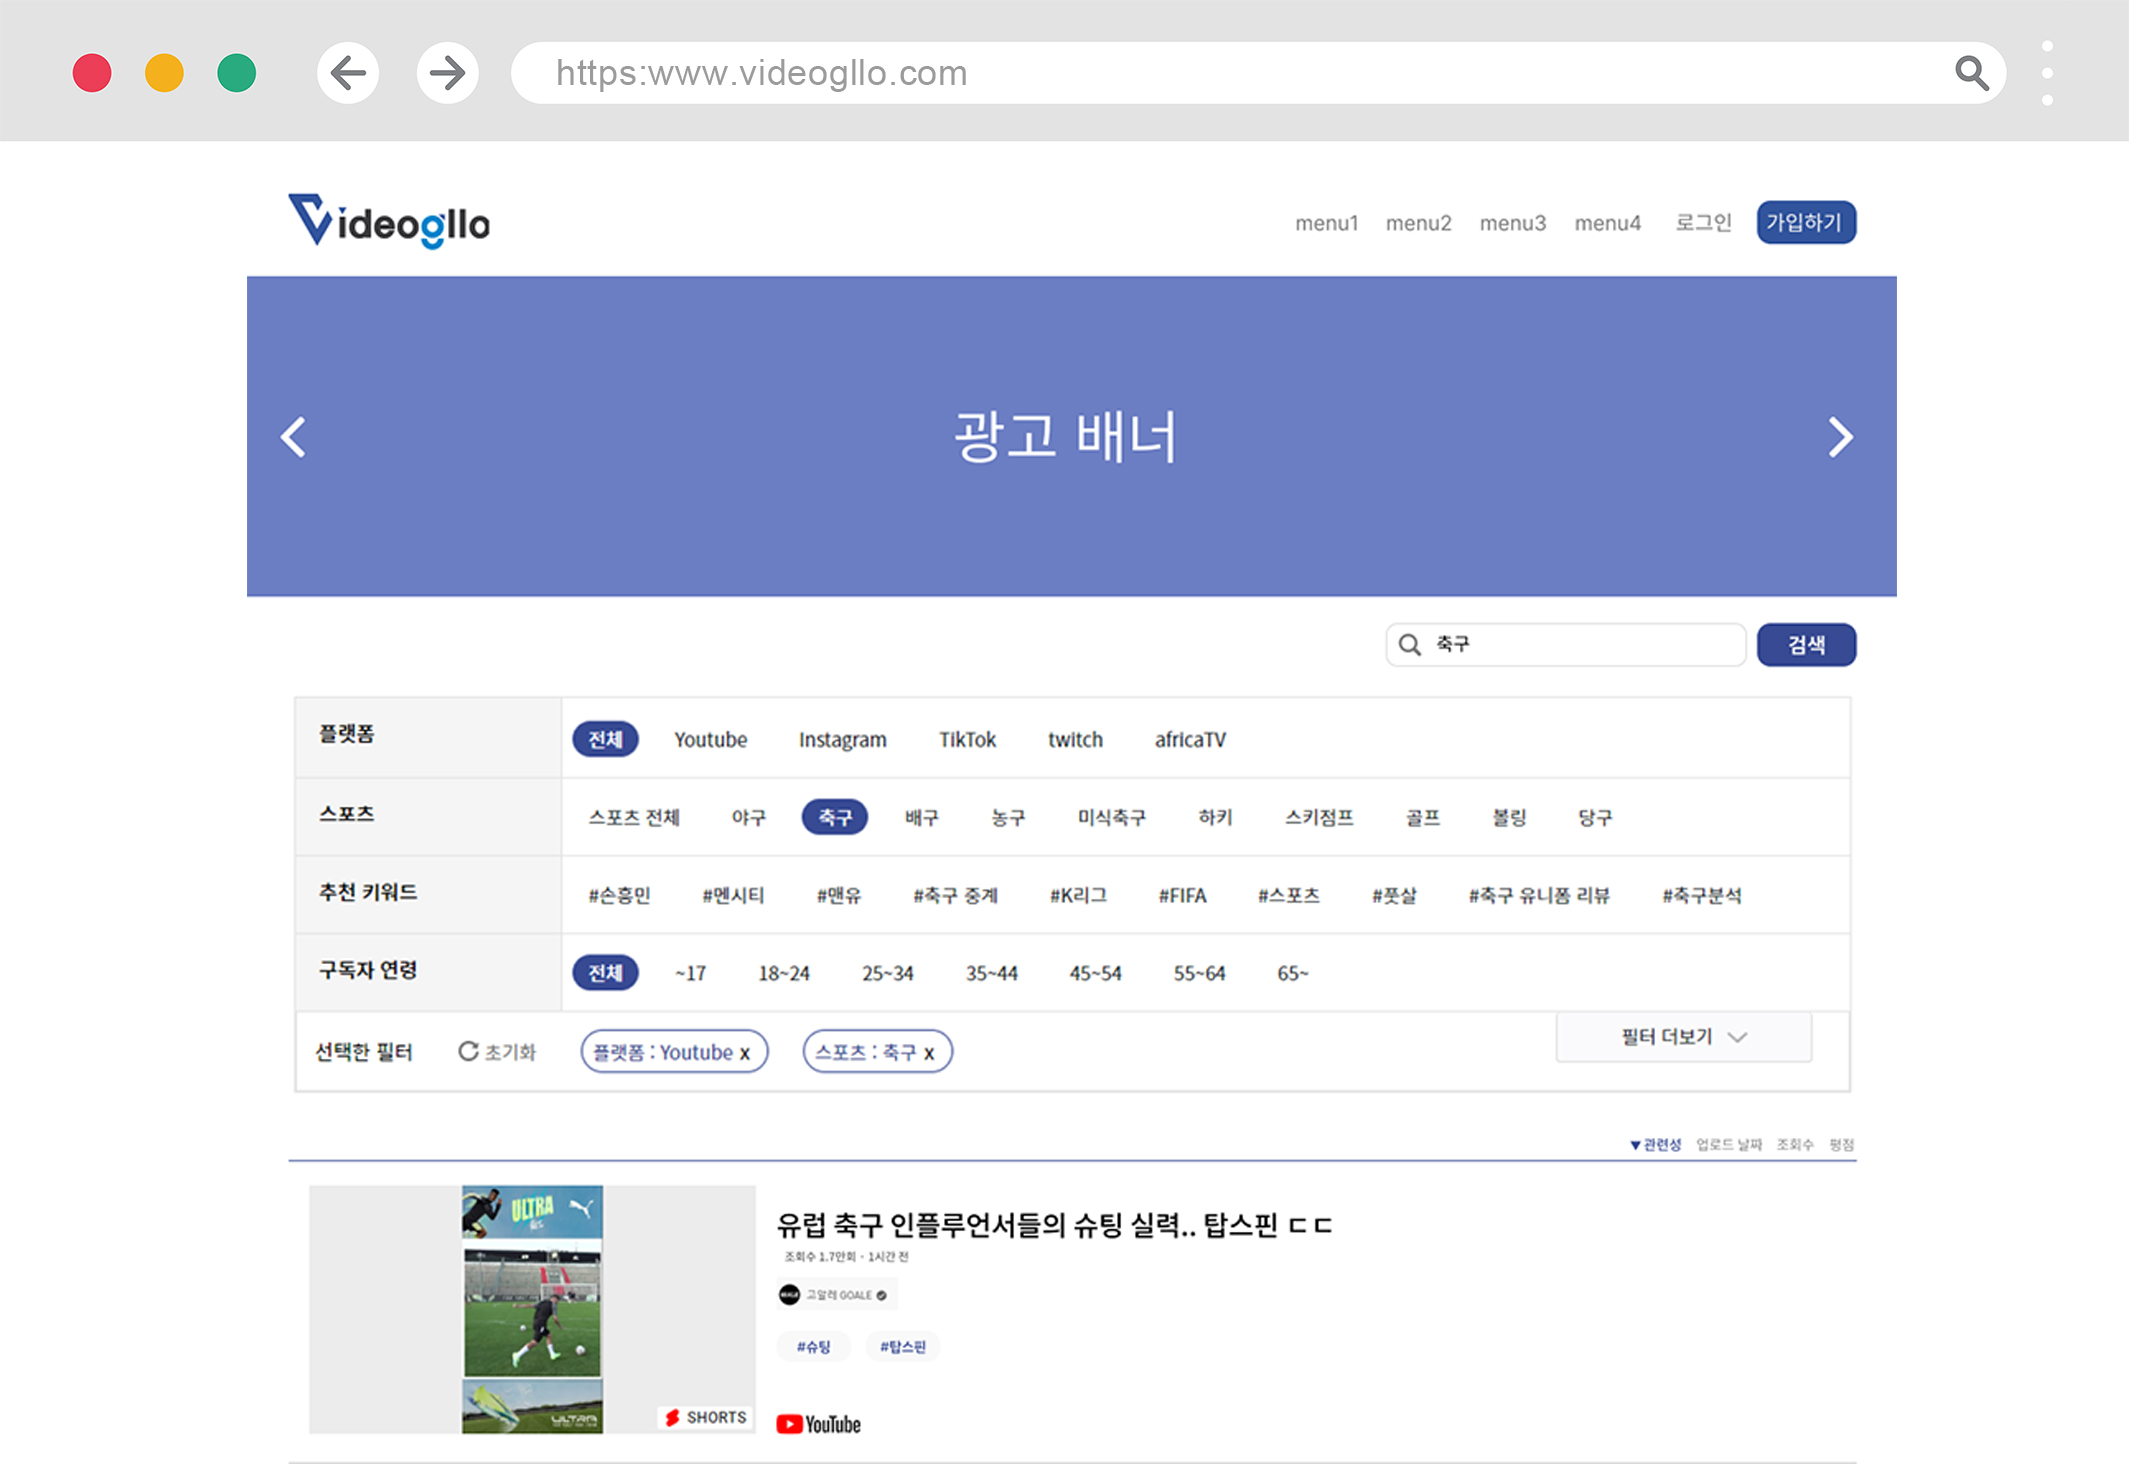 https:www.videogllo.com
Videogllo
menu1 menu2 menu3 menu4 로그인 가입하기
광고 배너
축구 검색
플랫폼 전체 Youtube Instagram TikTok twitch africaTV
스포츠 스포츠 전체 야구 축구 배구 농구 미식축구 하키 스키점프 골프 볼링 당구
추천 키워드 #손흥민 #멘시티 #맨유 #축구 중계 #K리그 #FIFA #스포츠 #풋살 #축구 유니폼 리뷰 #축구분석
구독자 연령 전체 ~17 18~24 25~34 35~44 45~54 55~64 65~
선택한 필터 초기화 플랫폼 : Youtube x 스포츠 : 축구 x 필터 더보기
▼관련성 업로드 날짜 조회수 평점
ULTRA
유럽 축구 인플루언서들의 슈팅 실력.. 탑스핀 ㄷㄷ
조회수 1.7만회 · 1시간 전
고알레 GOALE
#슈팅 #탑스핀
ULTRA
SHORTS
YouTube